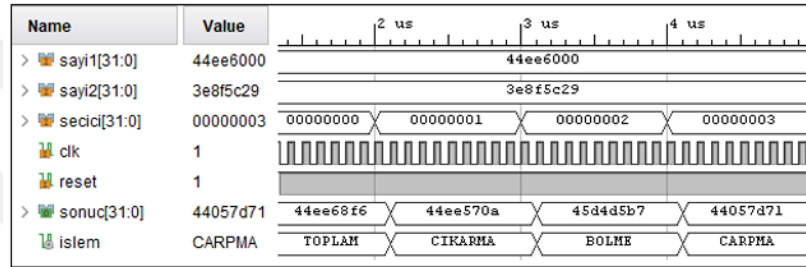 Name Value 2 us 3 us 4 us
sayi1[31:0] 44ee6000 44ee6000
sayi2[31:0] 3e8f5c29 3e8f5c29
secici[31:0] 00000003 00000000 00000001 00000002 00000003
clk 1
reset 1
sonuc[31:0] 44057d71 44ee68f6 44ee570a 45d4d5b7 44057d71
islem CARPMA TOPLAM CIKARMA BOLME CARPMA